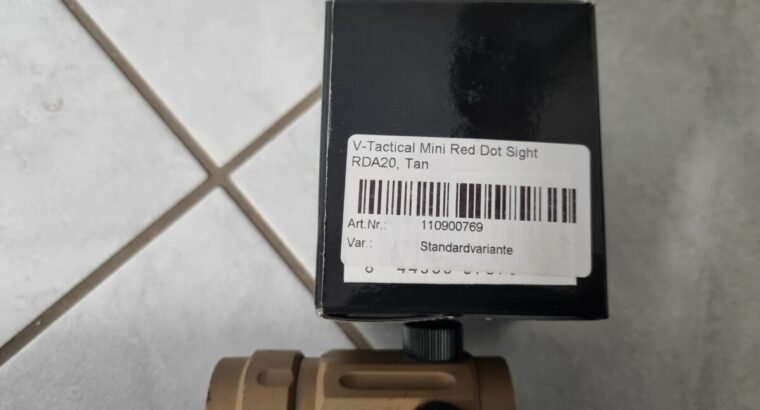 V-Tactical Mini Red Dot Sight
RDA20, Tan
Art.Nr.: 110900769
Var.: Standardvariante